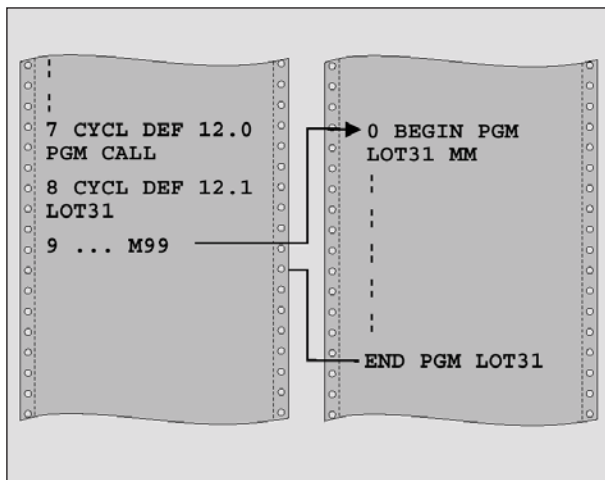 7 CYCL DEF 12.0
PGM CALL
8 CYCL DEF 12.1
LOT31
9 ... M99
0 BEGIN PGM
LOT31 MM
END PGM LOT31